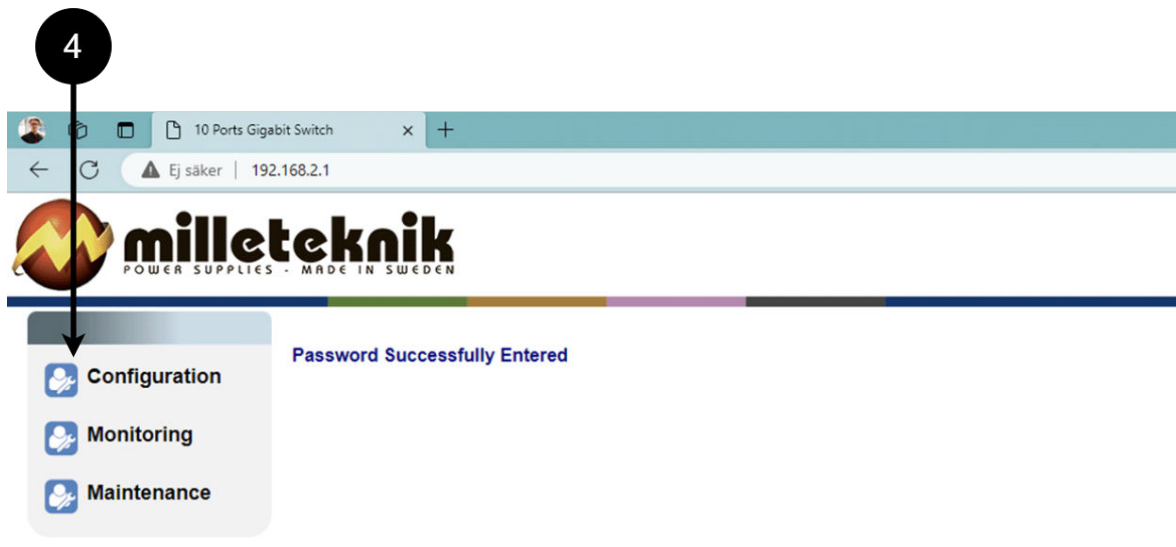 4
10 Ports Gigabit Switch
Ej säker | 192.168.2.1
milleteknik
POWER SUPPLIES - MADE IN SWEDEN
Password Successfully Entered
Configuration
Monitoring
Maintenance